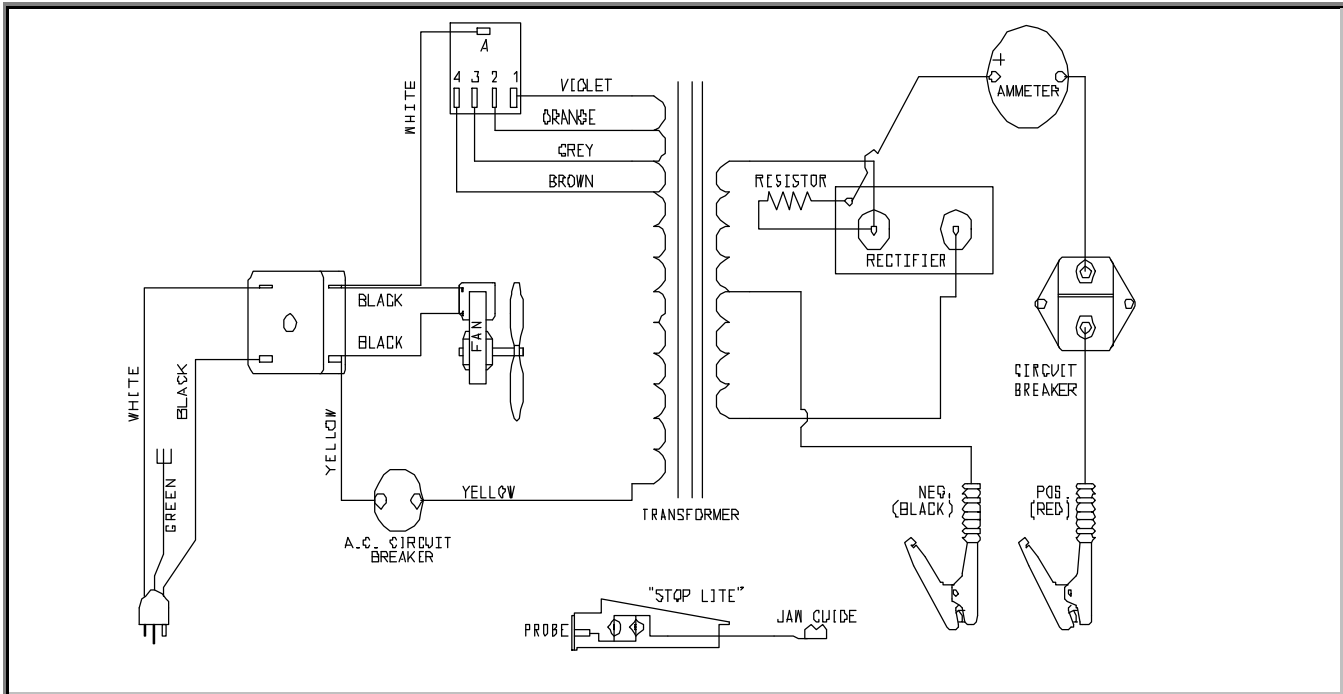 A
4 3 2 1
WHITE
VIOLET
ORANGE
GREY
BROWN
+
AMMETER
RESISTOR
RECTIFIER
BLACK
BLACK
FAN
CIRCUIT
BREAKER
WHITE
BLACK
GREEN
YELLOW
YELLOW
A.C. CIRCUIT
BREAKER
TRANSFORMER
NEG.
(BLACK)
POS.
(RED)
"STOP LITE"
PROBE
JAW GUIDE